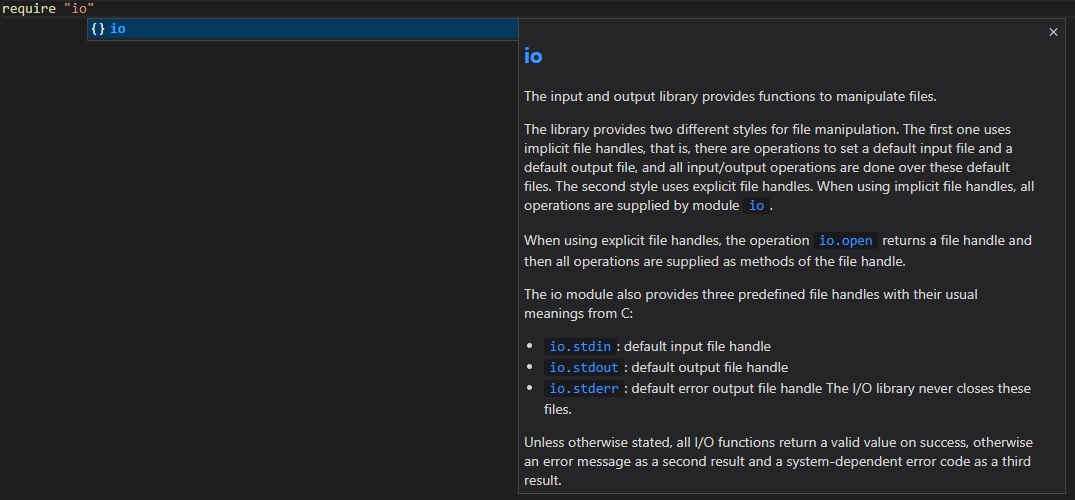 require "io"
{} io
×
io
The input and output library provides functions to manipulate files.
The library provides two different styles for file manipulation. The first one uses
implicit file handles, that is, there are operations to set a default input file and a
default output file, and all input/output operations are done over these default
files. The second style uses explicit file handles. When using implicit file handles, all
operations are supplied by module io .
When using explicit file handles, the operation io.open returns a file handle and
then all operations are supplied as methods of the file handle.
The io module also provides three predefined file handles with their usual
meanings from C:
• io.stdin : default input file handle
• io.stdout : default output file handle
• io.stderr : default error output file handle The I/O library never closes these
files.
Unless otherwise stated, all I/O functions return a valid value on success, otherwise
an error message as a second result and a system-dependent error code as a third
result.